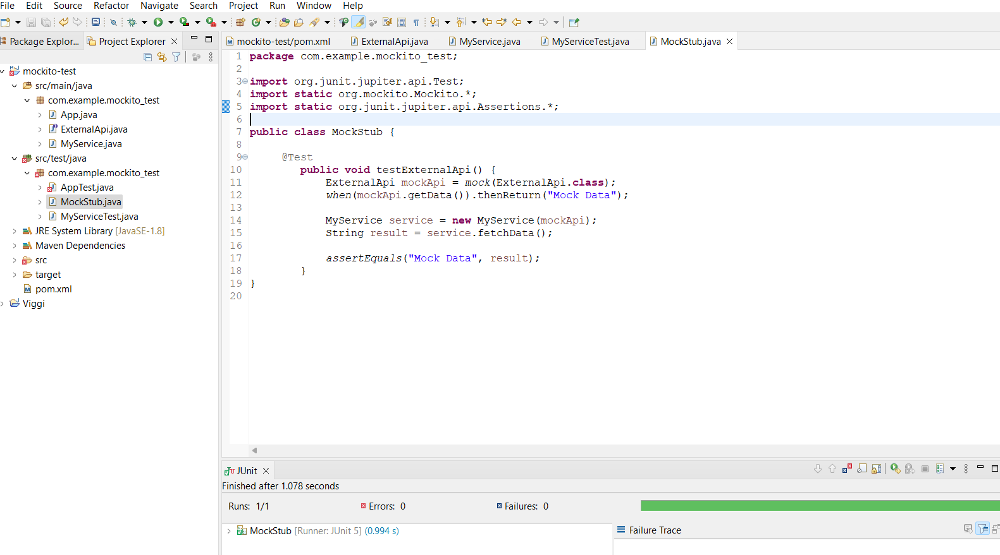 File Edit Source Refactor Navigate Search Project Run Window Help
Package Explor...
Project Explorer
mockito-test
src/main/java
com.example.mockito_test
App.java
ExternalApi.java
MyService.java
src/test/java
com.example.mockito_test
AppTest.java
MockStub.java
MyServiceTest.java
JRE System Library [JavaSE-1.8]
Maven Dependencies
src
target
pom.xml
Viggi
mockito-test/pom.xml ExternalApi.java MyService.java MyServiceTest.java MockStub.java
1 package com.example.mockito_test;
2
3 import org.junit.jupiter.api.Test;
4 import static org.mockito.Mockito.*;
5 import static org.junit.jupiter.api.Assertions.*;
6
7 public class MockStub {
8
9 @Test
10 public void testExternalApi() {
11 ExternalApi mockApi = mock(ExternalApi.class);
12 when(mockApi.getData()).thenReturn("Mock Data");
13
14 MyService service = new MyService(mockApi);
15 String result = service.fetchData();
16
17 assertEquals("Mock Data", result);
18 }
19 }
20
JUnit
Finished after 1.078 seconds
Runs: 1/1 Errors: 0 Failures: 0
MockStub [Runner: JUnit 5] (0.994 s)
Failure Trace